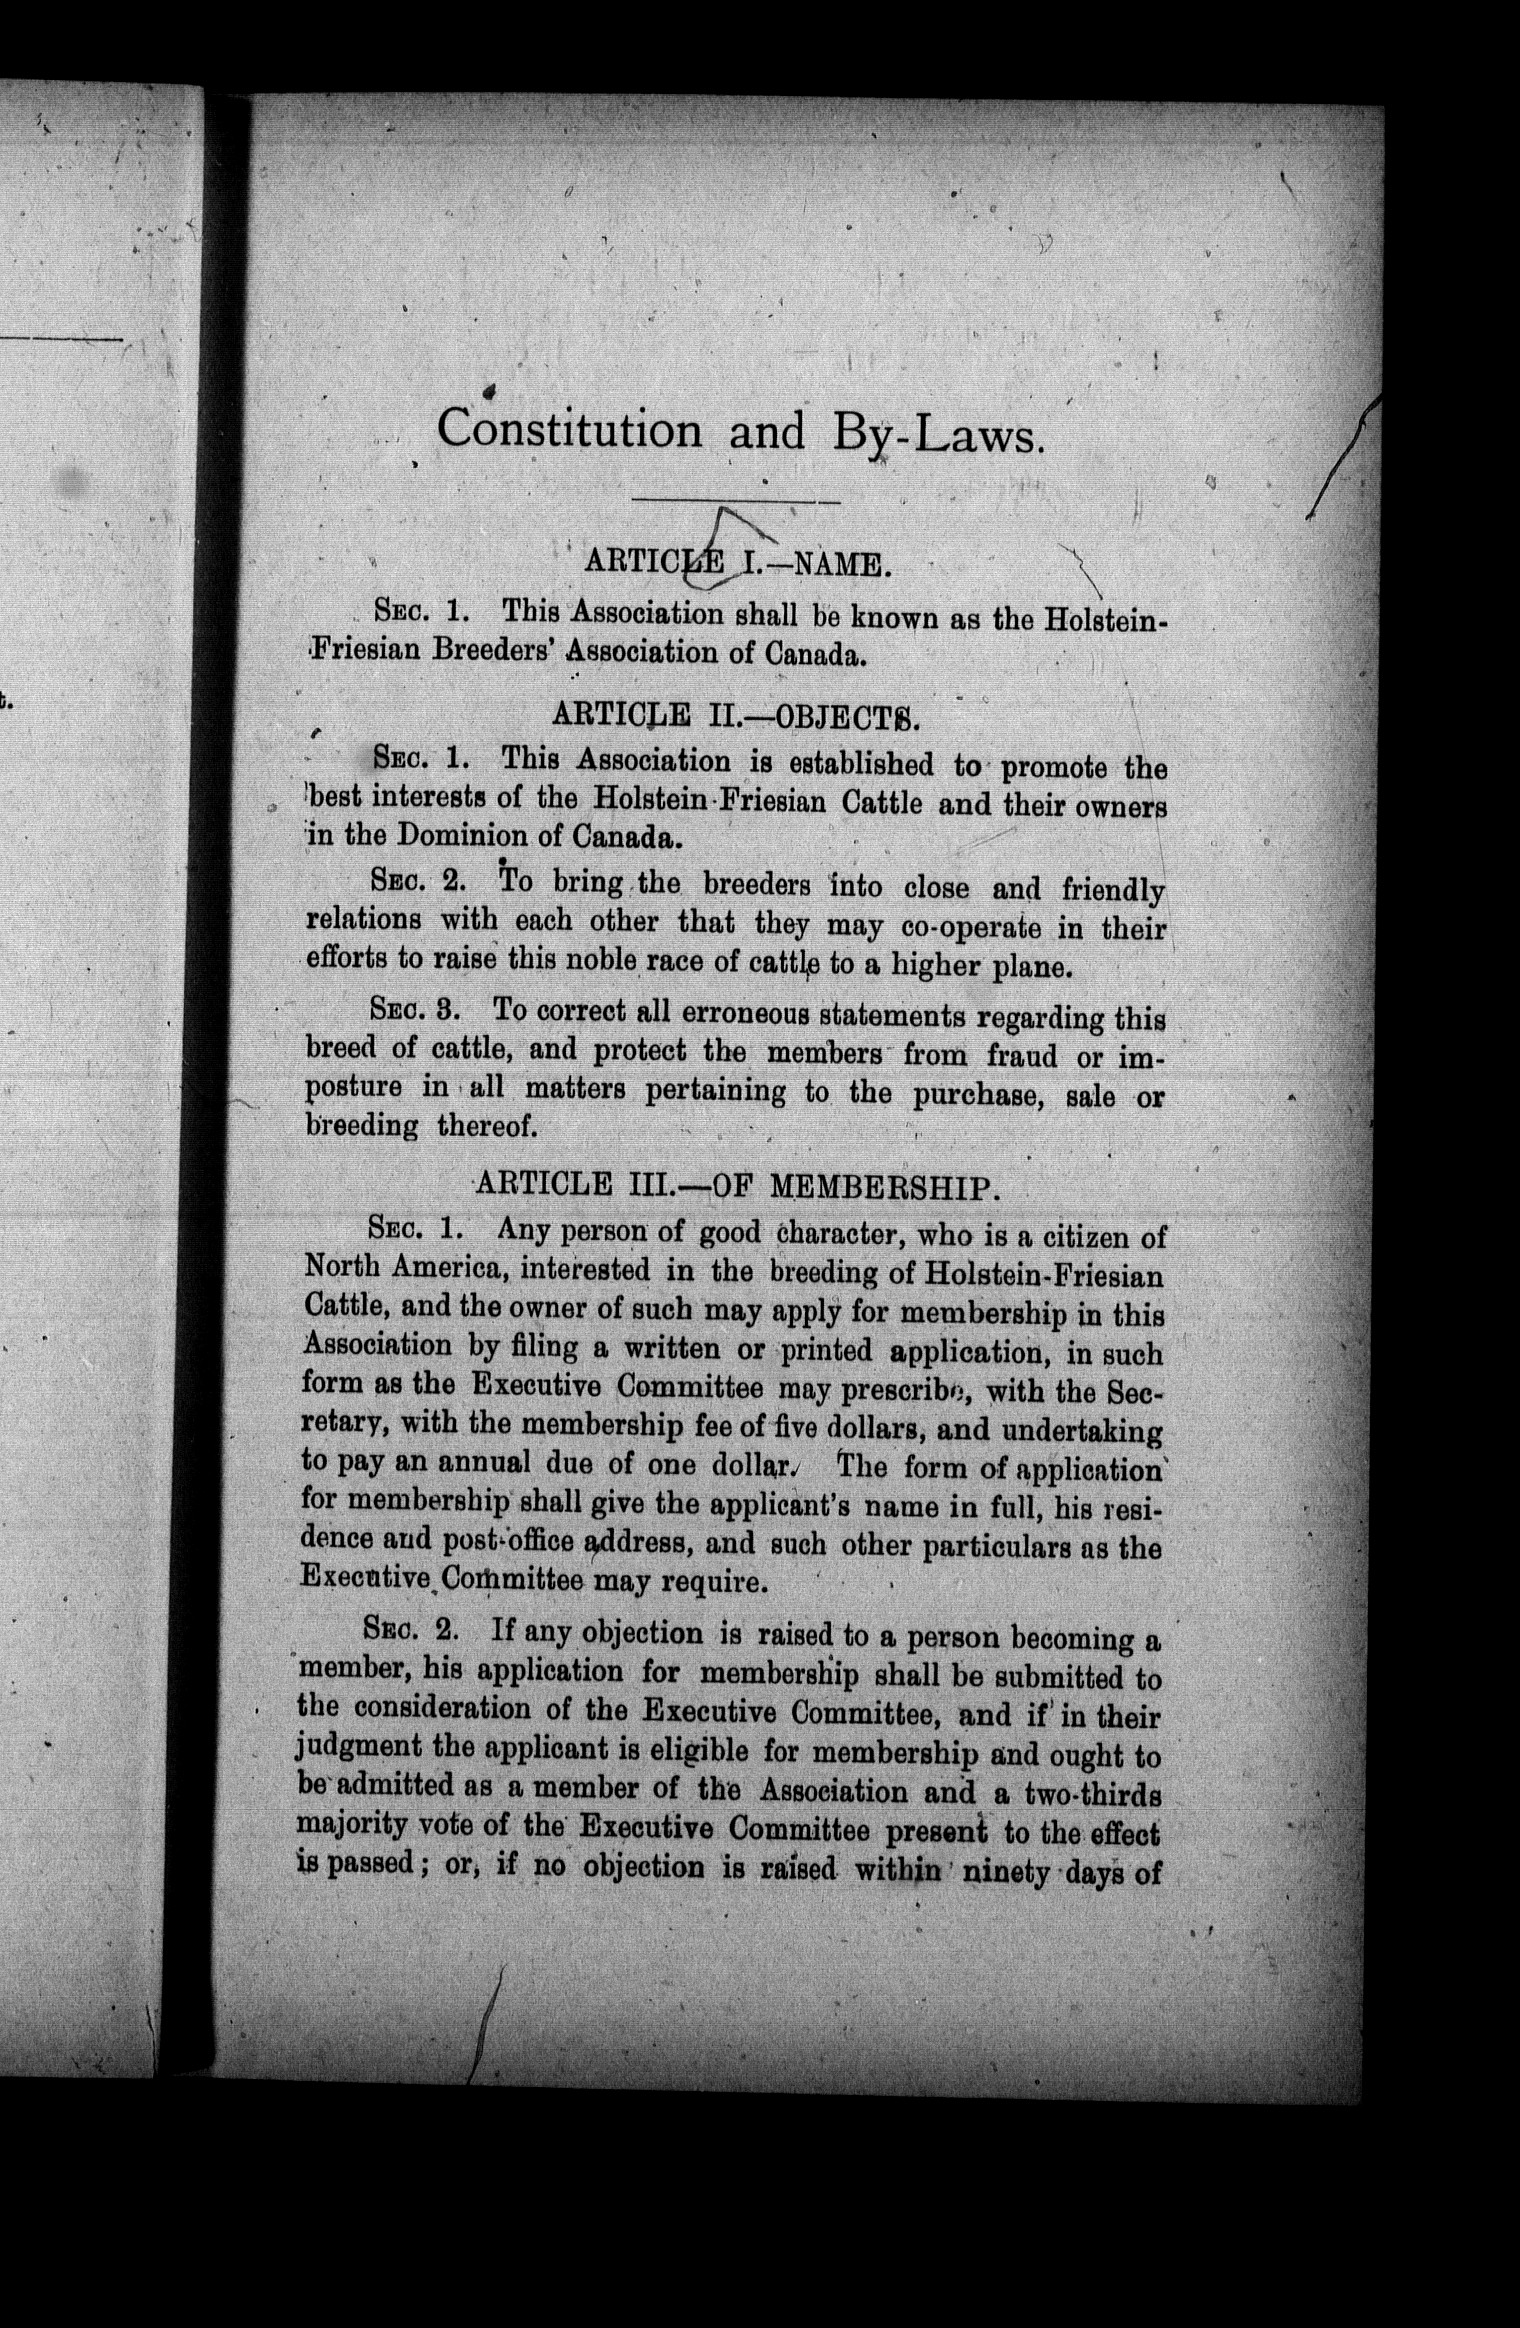 Constitution and By-Laws.
ARTICLE I.—NAME.
SEC. 1. This Association shall be known as the Holstein-
Friesian Breeders' Association of Canada.
ARTICLE II.—OBJECTS.
SEC. 1. This Association is established to promote the
best interests of the Holstein-Friesian Cattle and their owners
in the Dominion of Canada.
SEC. 2. To bring the breeders into close and friendly
relations with each other that they may co-operate in their
efforts to raise this noble race of cattle to a higher plane.
SEC. 3. To correct all erroneous statements regarding this
breed of cattle, and protect the members from fraud or im-
posture in all matters pertaining to the purchase, sale or
breeding thereof.
ARTICLE III.—OF MEMBERSHIP.
SEC. 1. Any person of good character, who is a citizen of
North America, interested in the breeding of Holstein-Friesian
Cattle, and the owner of such may apply for membership in this
Association by filing a written or printed application, in such
form as the Executive Committee may prescribe, with the Sec-
retary, with the membership fee of five dollars, and undertaking
to pay an annual due of one dollar. The form of application
for membership shall give the applicant's name in full, his resi-
dence and post-office address, and such other particulars as the
Executive Committee may require.
SEC. 2. If any objection is raised to a person becoming a
member, his application for membership shall be submitted to
the consideration of the Executive Committee, and if in their
judgment the applicant is eligible for membership and ought to
be admitted as a member of the Association and a two-thirds
majority vote of the Executive Committee present to the effect
is passed; or, if no objection is raised within ninety days of